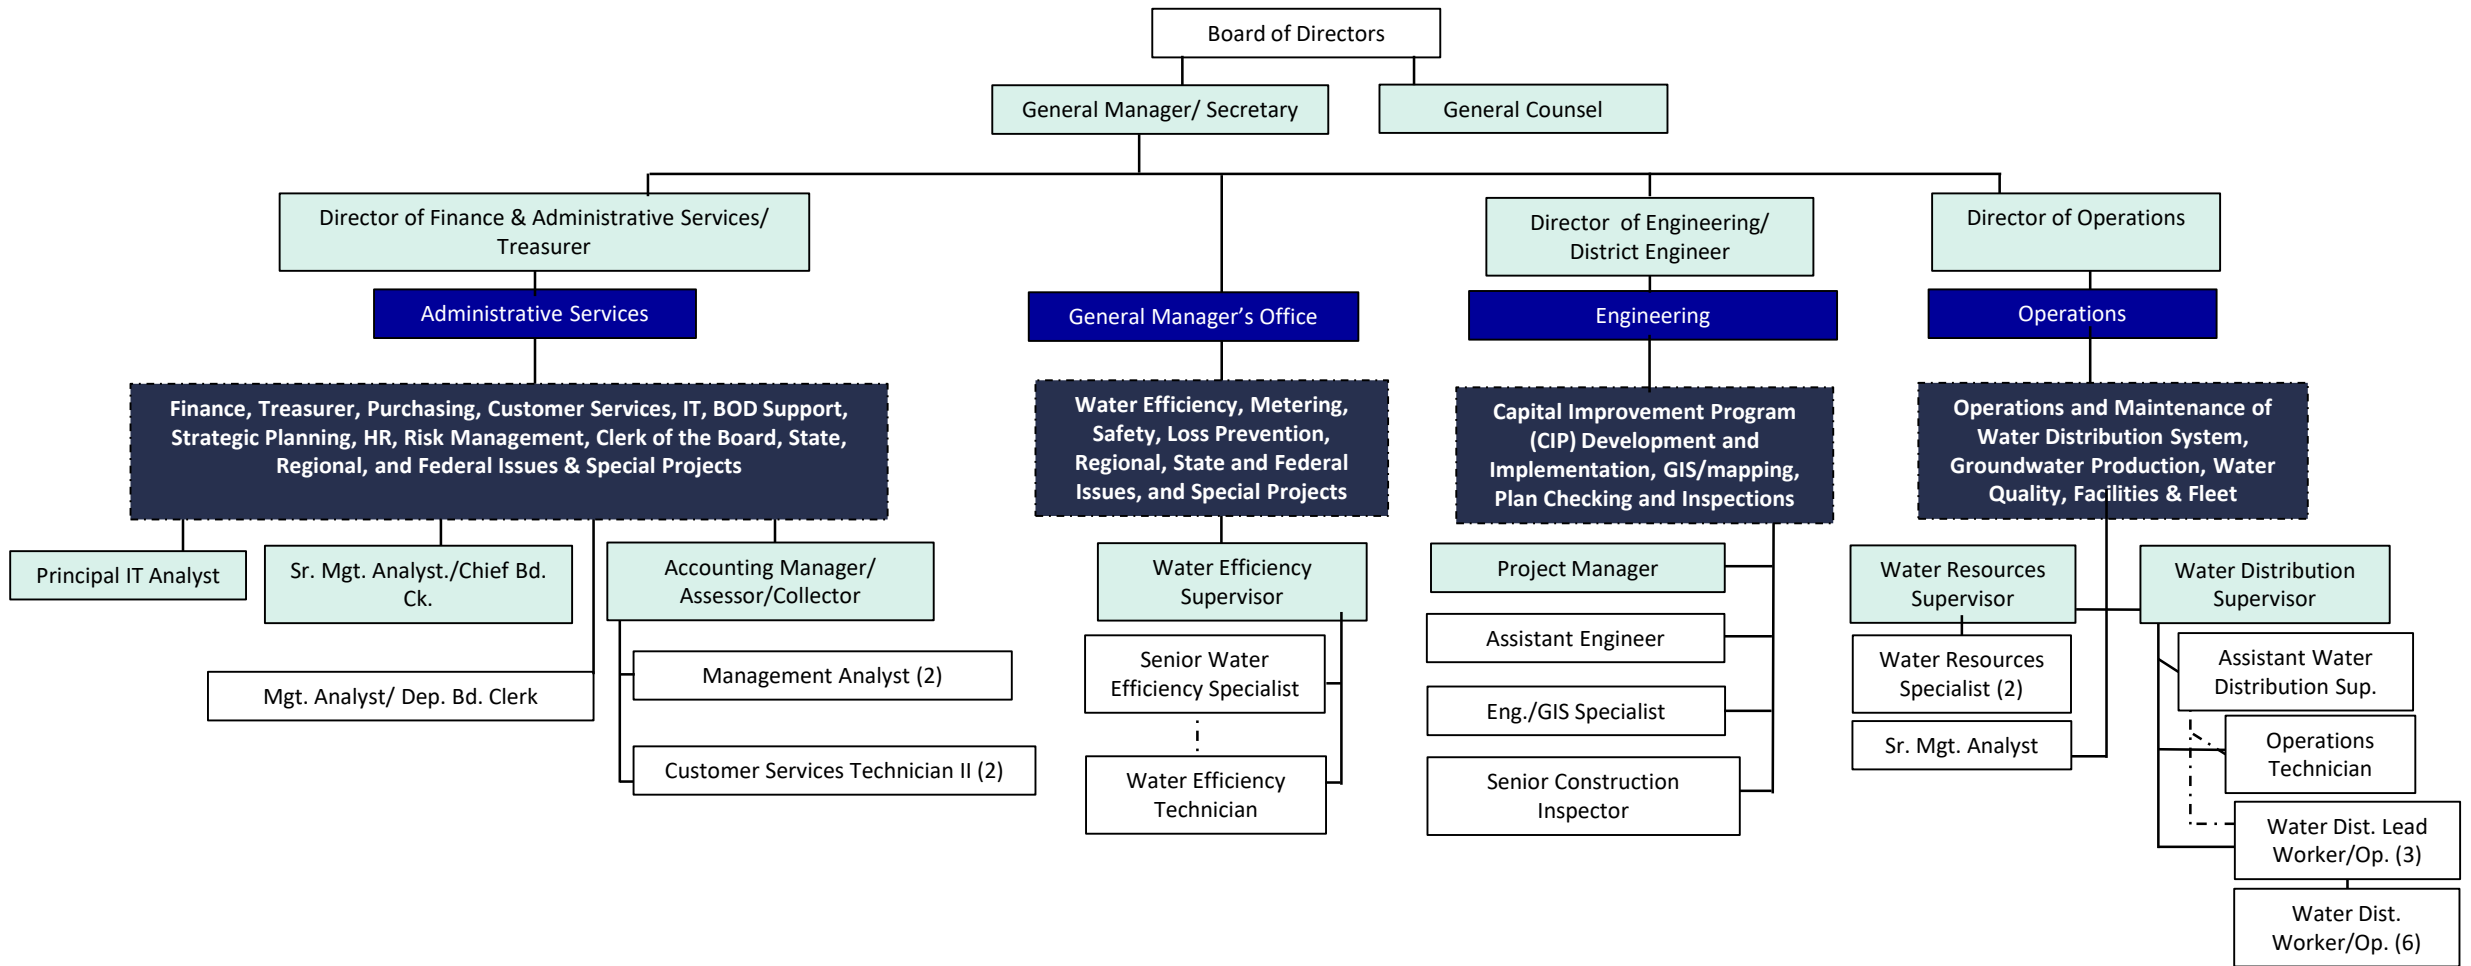 Board of Directors
General Manager/ Secretary
General Counsel
Director of Finance & Administrative Services/
Treasurer
Director  of Engineering/
District Engineer
Director of Operations
Administrative Services
General Manager’s Office
Engineering
Operations
Finance, Treasurer, Purchasing, Customer Services, IT, BOD Support,
Strategic Planning, HR, Risk Management, Clerk of the Board, State,
Regional, and Federal Issues & Special Projects
Water Efficiency, Metering,
Safety, Loss Prevention,
Regional, State and Federal
Issues, and Special Projects
Capital Improvement Program
(CIP) Development and
Implementation, GIS/mapping,
Plan Checking and Inspections
Operations and Maintenance of
Water Distribution System,
Groundwater Production, Water
Quality, Facilities & Fleet
Principal IT Analyst
Sr. Mgt. Analyst./Chief Bd.
Ck.
Accounting Manager/
Assessor/Collector
Mgt. Analyst/ Dep. Bd. Clerk
Management Analyst (2)
Customer Services Technician II (2)
Water Efficiency
Supervisor
Senior Water
Efficiency Specialist
Water Efficiency
Technician
Project Manager
Assistant Engineer
Eng./GIS Specialist
Senior Construction
Inspector
Water Resources
Supervisor
Water Resources
Specialist (2)
Sr. Mgt. Analyst
Water Distribution
Supervisor
Assistant Water
Distribution Sup.
Operations
Technician
Water Dist. Lead
Worker/Op. (3)
Water Dist.
Worker/Op. (6)